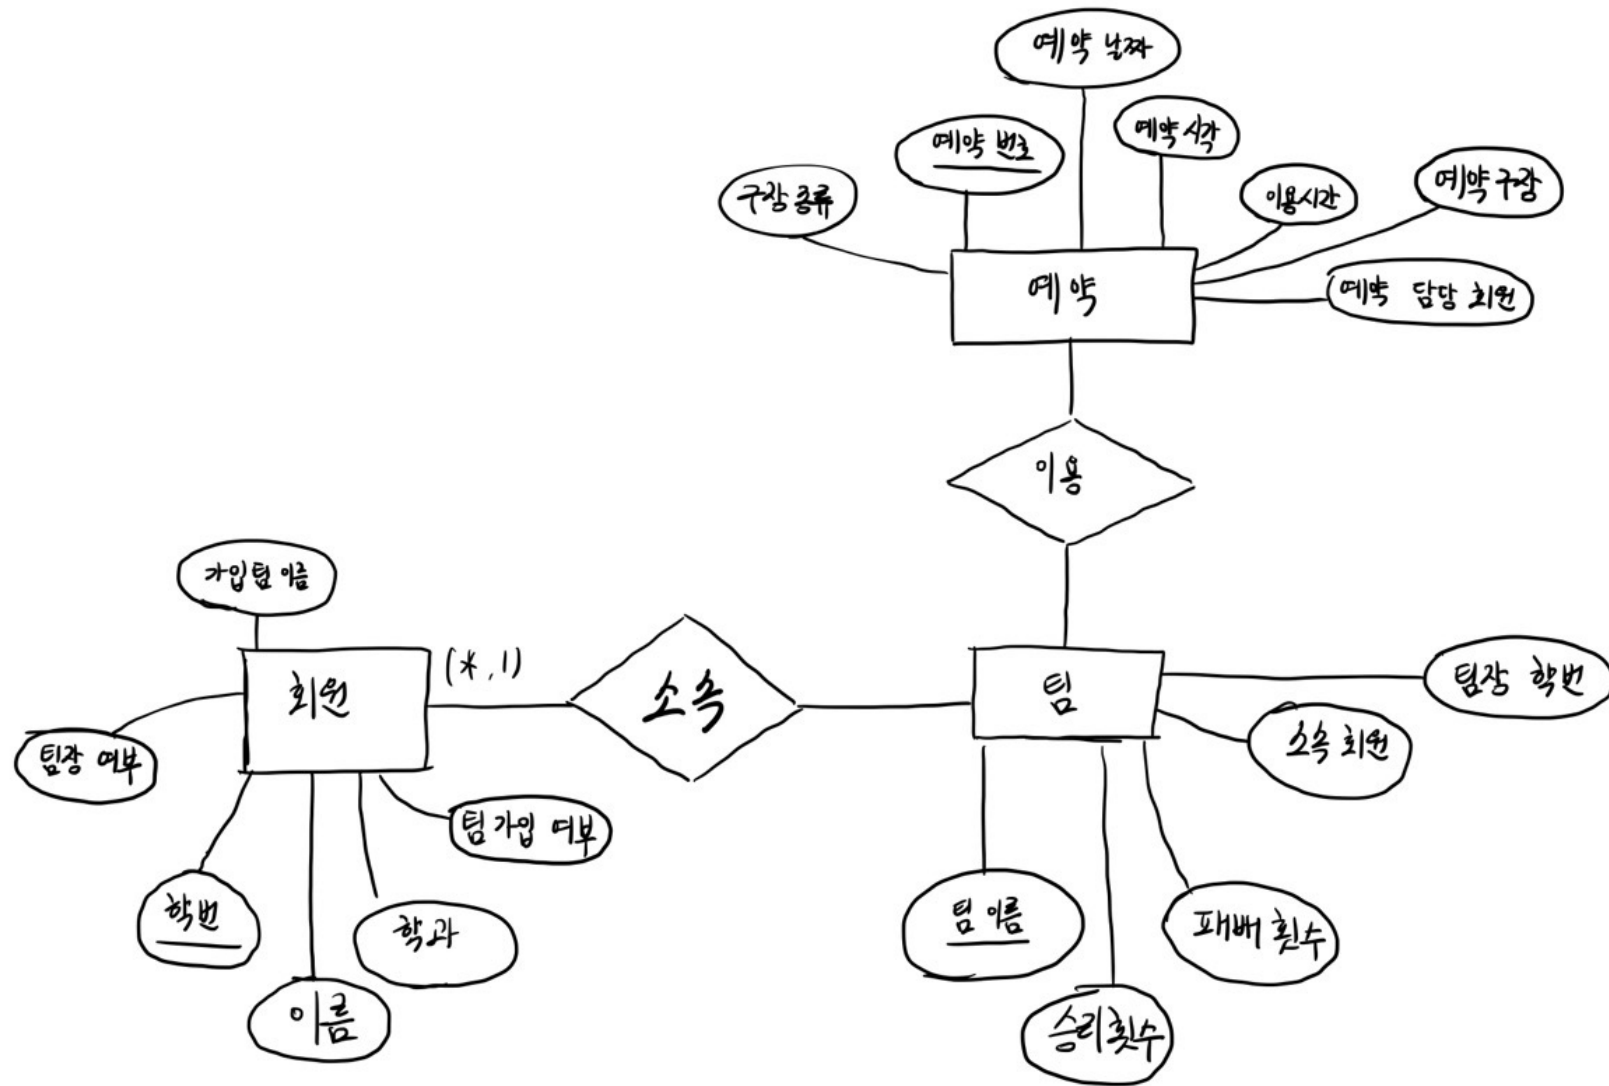 예약 날짜
예약 시각
예약 번호
구장 종류
이용시간
예약 구장
예약
예약 담당 회원
이용
가입 팀 이름
회원
(*,1)
소속
팀
팀장 학번
소속 회원
팀장 여부
팀 가입 여부
학번
학과
이름
팀 이름
패배 횟수
승리횟수